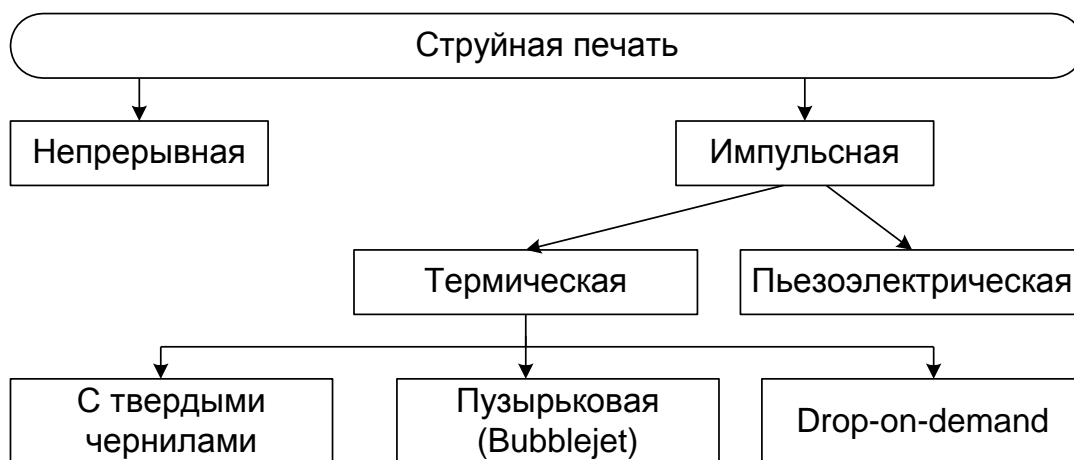 Струйная печать
Непрерывная
Импульсная
Термическая
Пьезоэлектрическая
С твердыми
чернилами
Пузырьковая
(Bubblejet)
Drop-on-demand